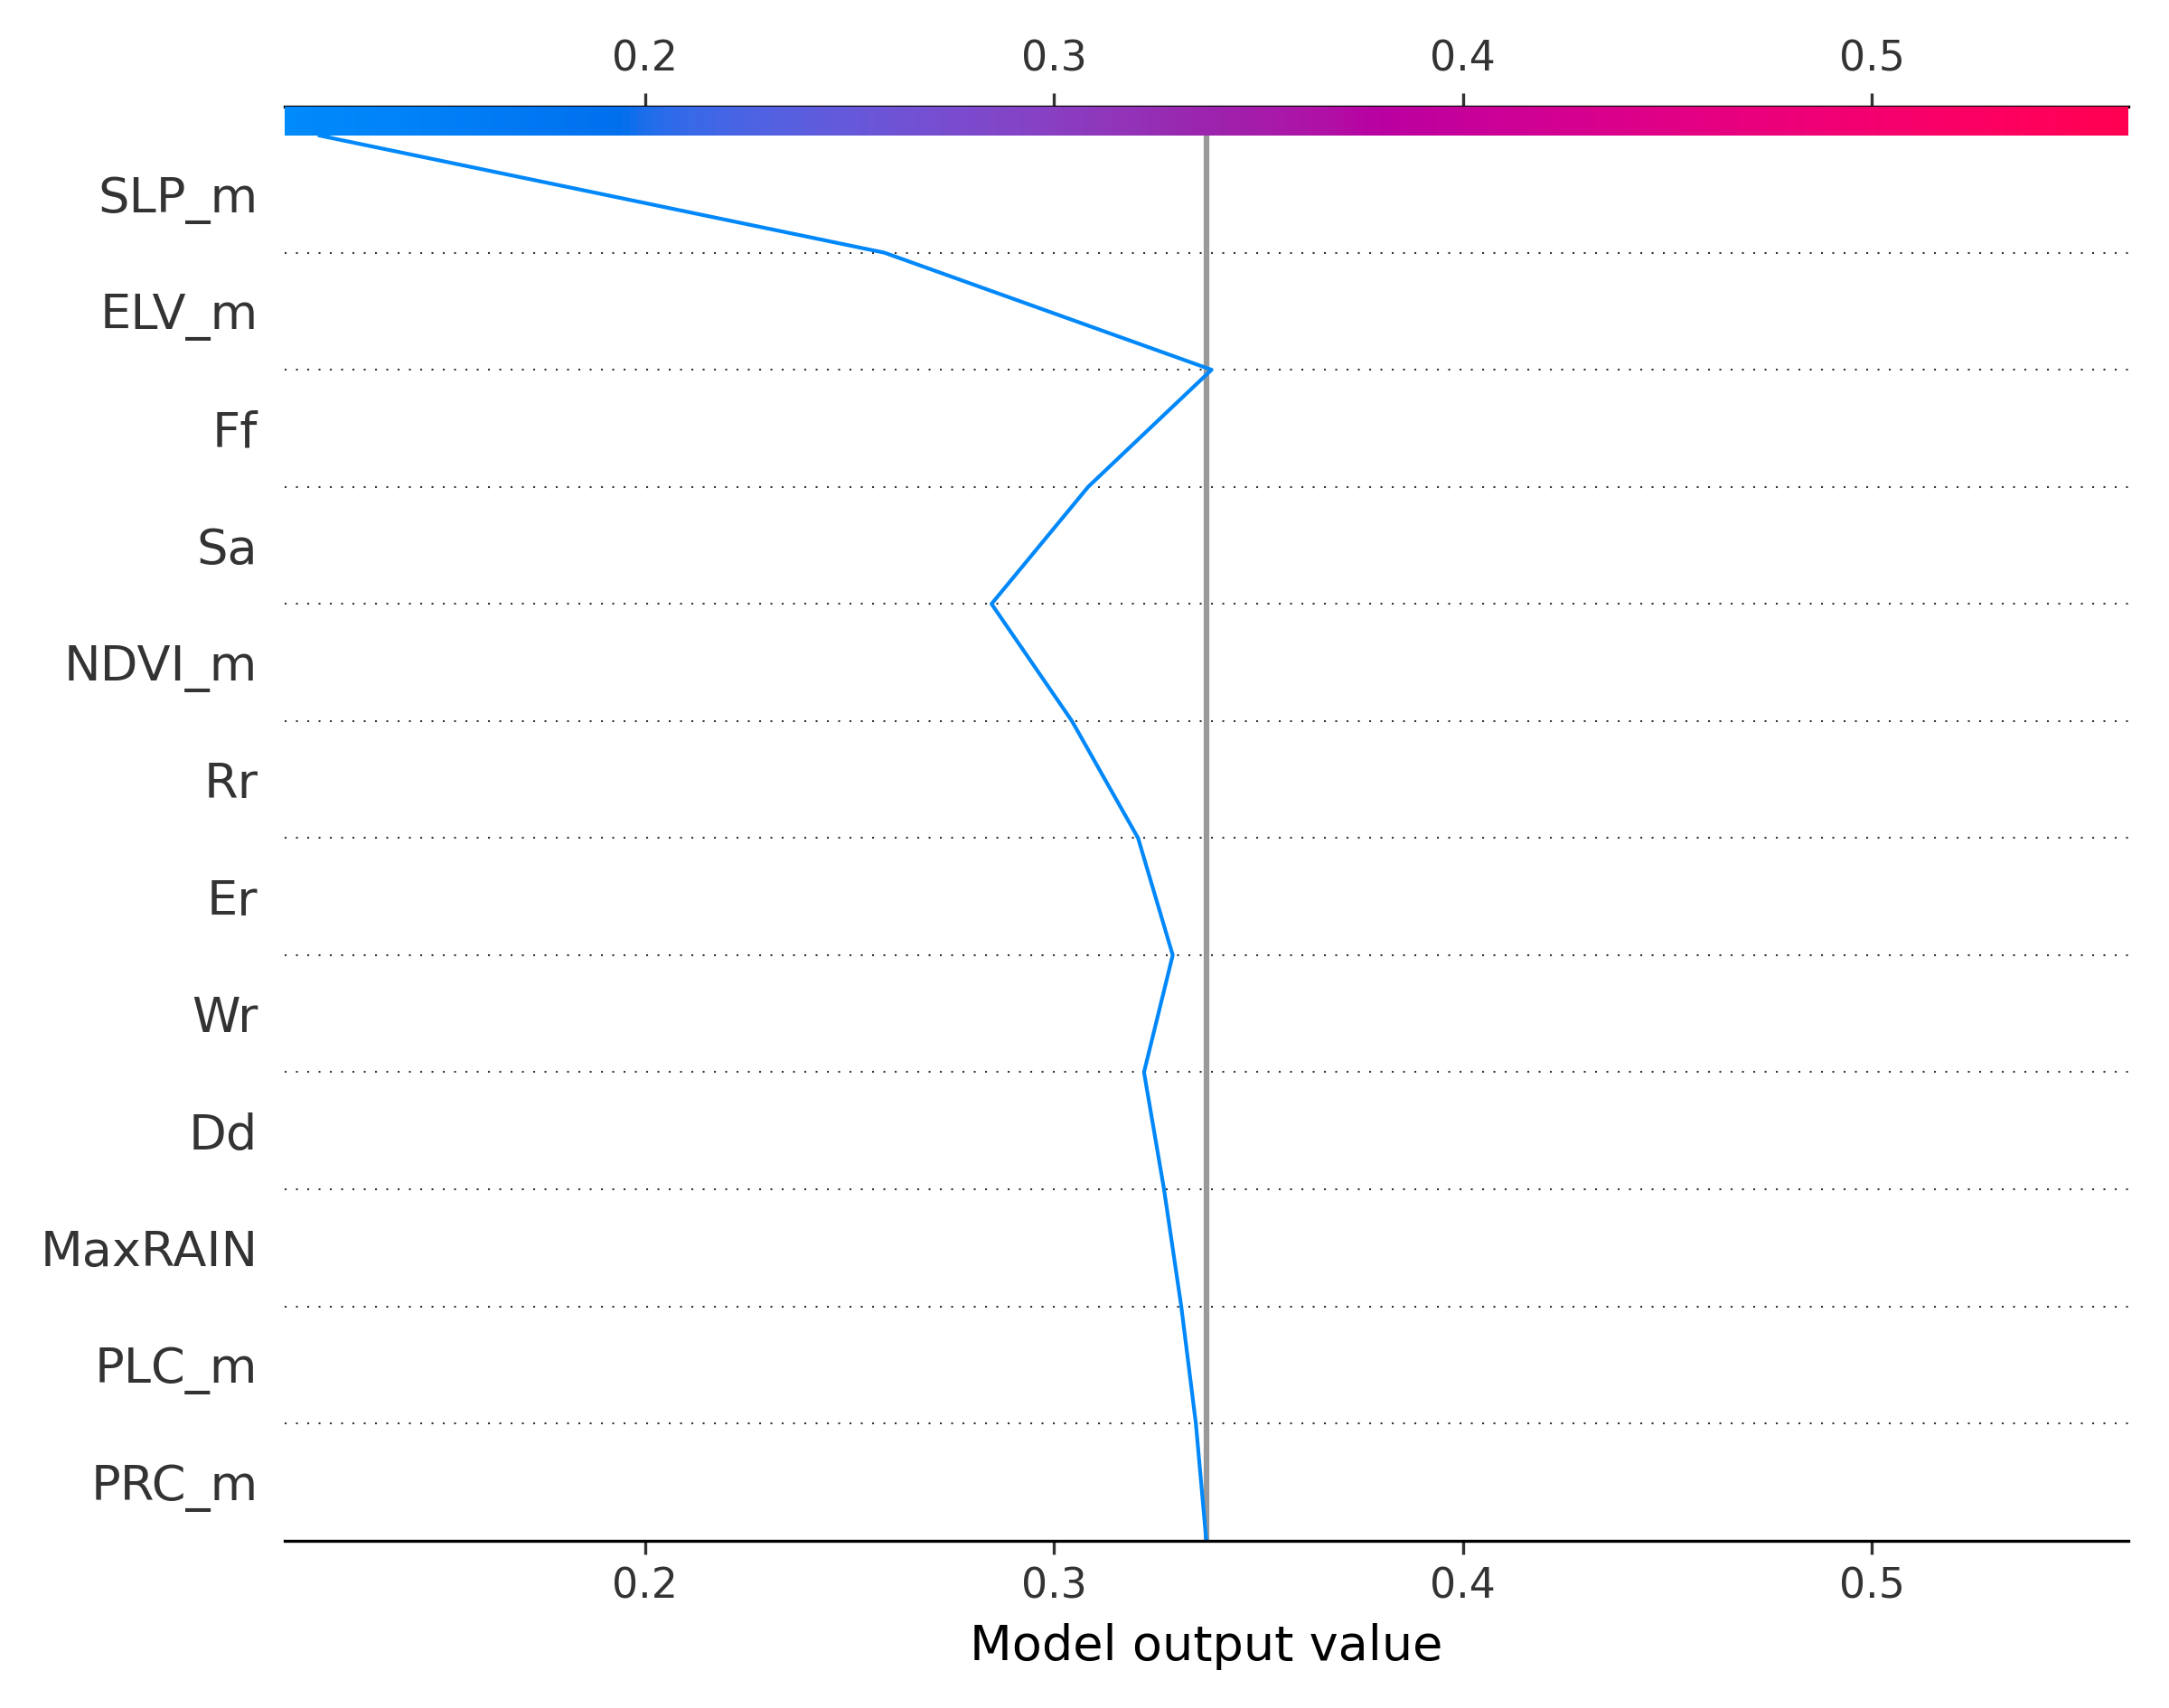 0.2 0.3 0.4 0.5
SLP_m
ELV_m
Ff
Sa
NDVI_m
Rr
Er
Wr
Dd
MaxRAIN
PLC_m
PRC_m
0.2 0.3 0.4 0.5
Model output value